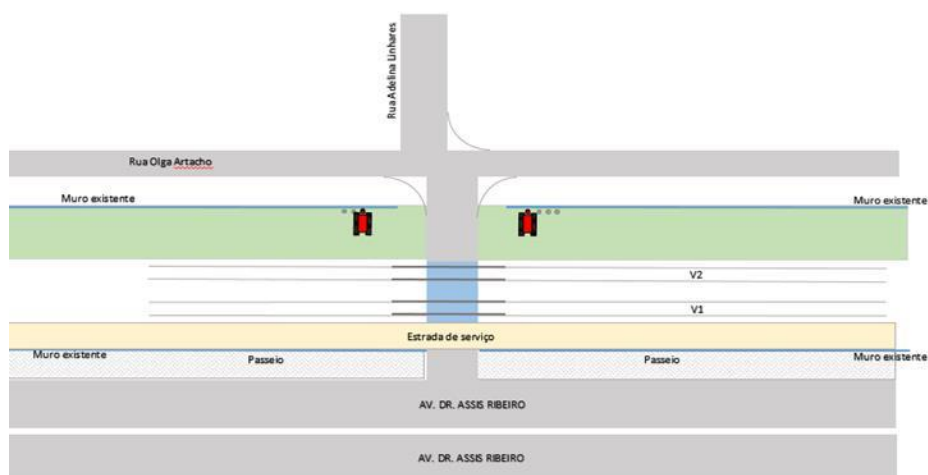 Rua Adelina Linhares
Rua Olga Artacho
Muro existente
Muro existente
V2
V1
Estrada de serviço
Muro existente
Passeio
Passeio
Muro existente
AV. DR. ASSIS RIBEIRO
AV. DR. ASSIS RIBEIRO